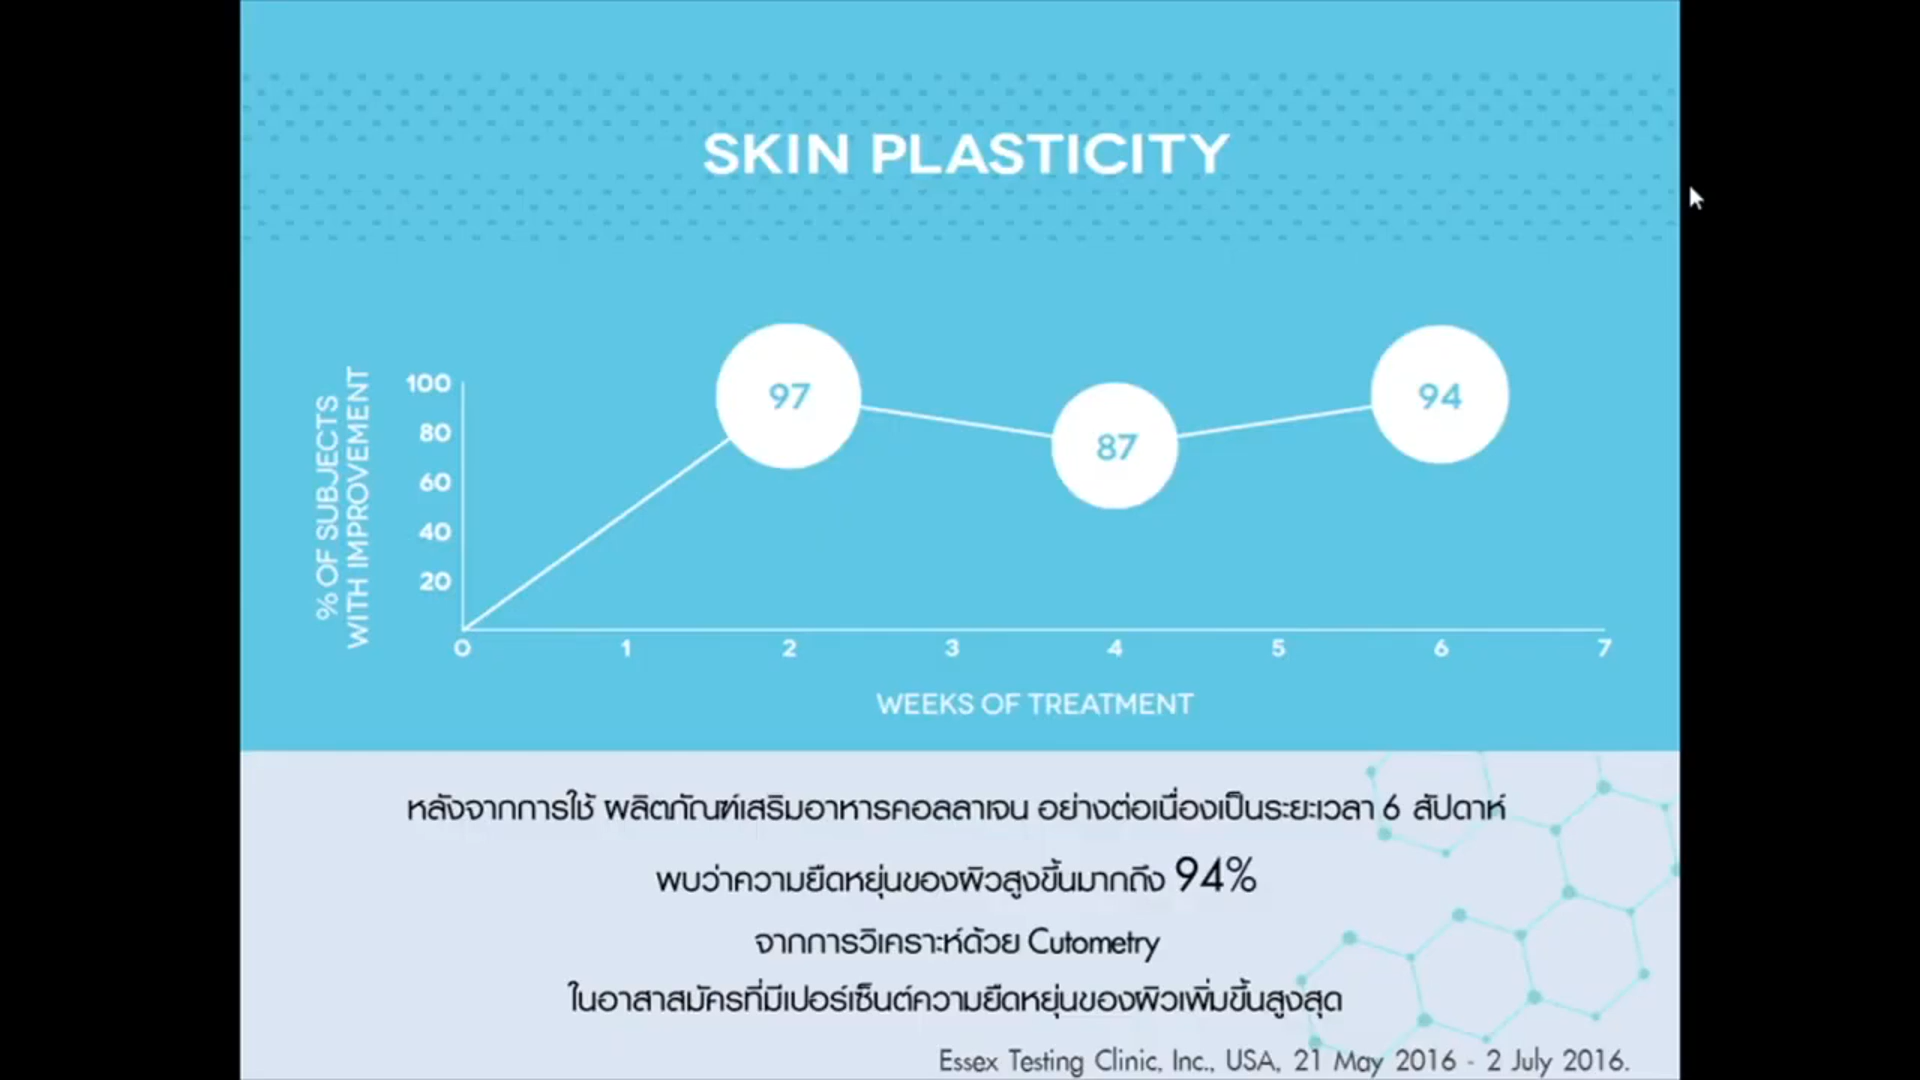 SKIN PLASTICITY
% OF SUBJECTS
WITH IMPROVEMENT
100
80
60
40
20
97
87
94
0 1 2 3 4 5 6 7
WEEKS OF TREATMENT
หลังจากการใช้ ผลิตภัณฑ์เสริมอาหารคอลลาเจน อย่างต่อเนื่องเป็นระยะเวลา 6 สัปดาห์
พบว่าความยืดหยุ่นของผิวสูงขึ้นมากถึง 94%
จากการวิเคราะห์ด้วย Cutometry
ในอาสาสมัครที่มีเปอร์เซ็นต์ความยืดหยุ่นของผิวเพิ่มขึ้นสูงสุด
Essex Testing Clinic, Inc., USA, 21 May 2016 - 2 July 2016.